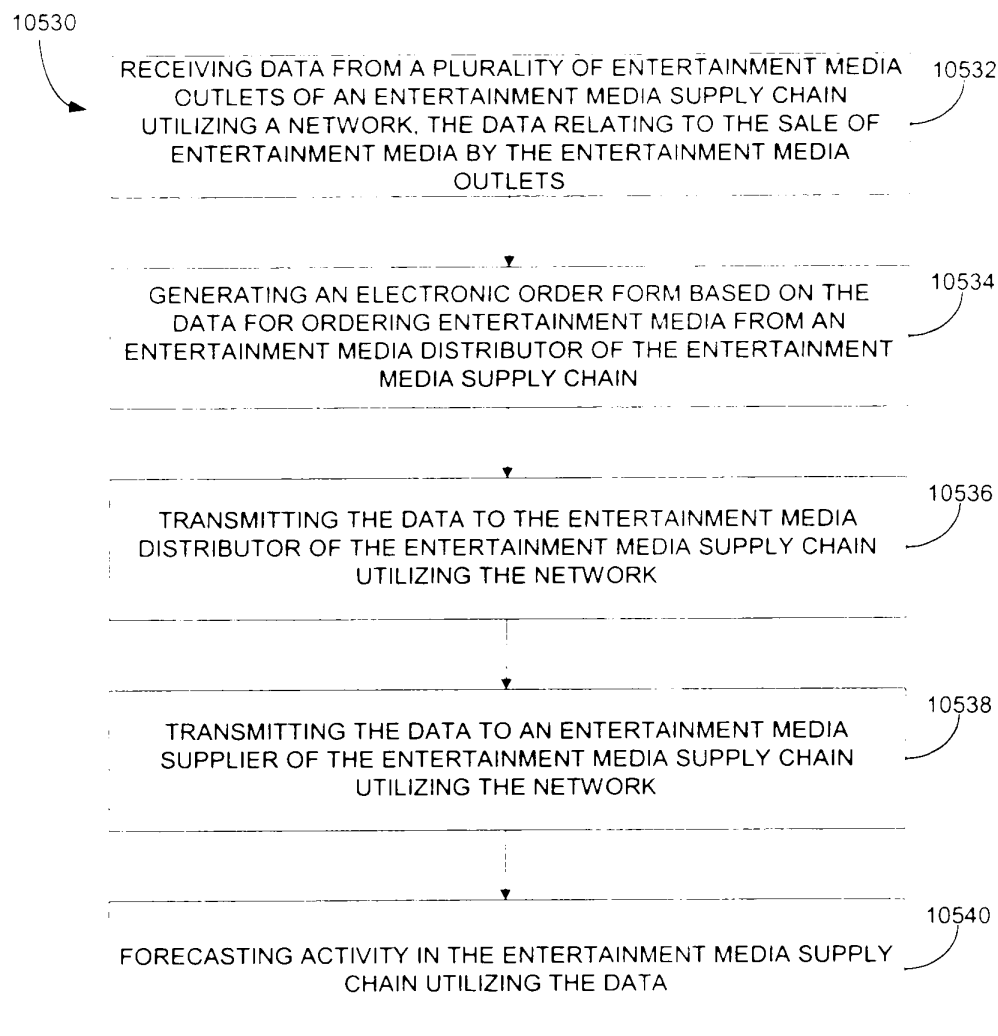 10530
RECEIVING DATA FROM A PLURALITY OF ENTERTAINMENT MEDIA
OUTLETS OF AN ENTERTAINMENT MEDIA SUPPLY CHAIN
UTILIZING A NETWORK, THE DATA RELATING TO THE SALE OF
ENTERTAINMENT MEDIA BY THE ENTERTAINMENT MEDIA
OUTLETS
10532
GENERATING AN ELECTRONIC ORDER FORM BASED ON THE
DATA FOR ORDERING ENTERTAINMENT MEDIA FROM AN
ENTERTAINMENT MEDIA DISTRIBUTOR OF THE ENTERTAINMENT
MEDIA SUPPLY CHAIN
10534
TRANSMITTING THE DATA TO THE ENTERTAINMENT MEDIA
DISTRIBUTOR OF THE ENTERTAINMENT MEDIA SUPPLY CHAIN
UTILIZING THE NETWORK
10536
TRANSMITTING THE DATA TO AN ENTERTAINMENT MEDIA
SUPPLIER OF THE ENTERTAINMENT MEDIA SUPPLY CHAIN
UTILIZING THE NETWORK
10538
FORECASTING ACTIVITY IN THE ENTERTAINMENT MEDIA SUPPLY
CHAIN UTILIZING THE DATA
10540